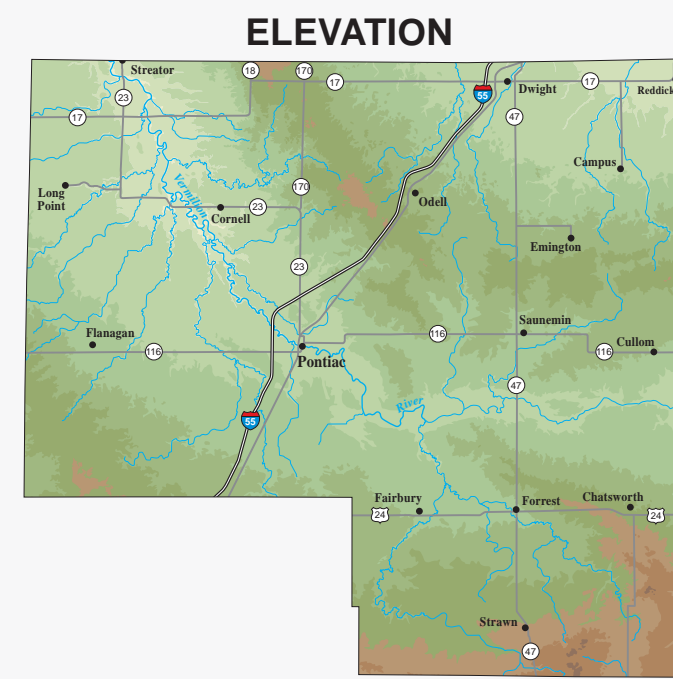 ELEVATION
Streator
18
170
17
55
Dwight
17
Reddick
23
17
47
Campus
Long
Point
Vermilion
170
Odell
Cornell
23
Emington
23
Saunemin
Flanagan
116
116
116
Cullom
Pontiac
47
River
55
Fairbury
Forrest
Chatsworth
24
24
Strawn
47